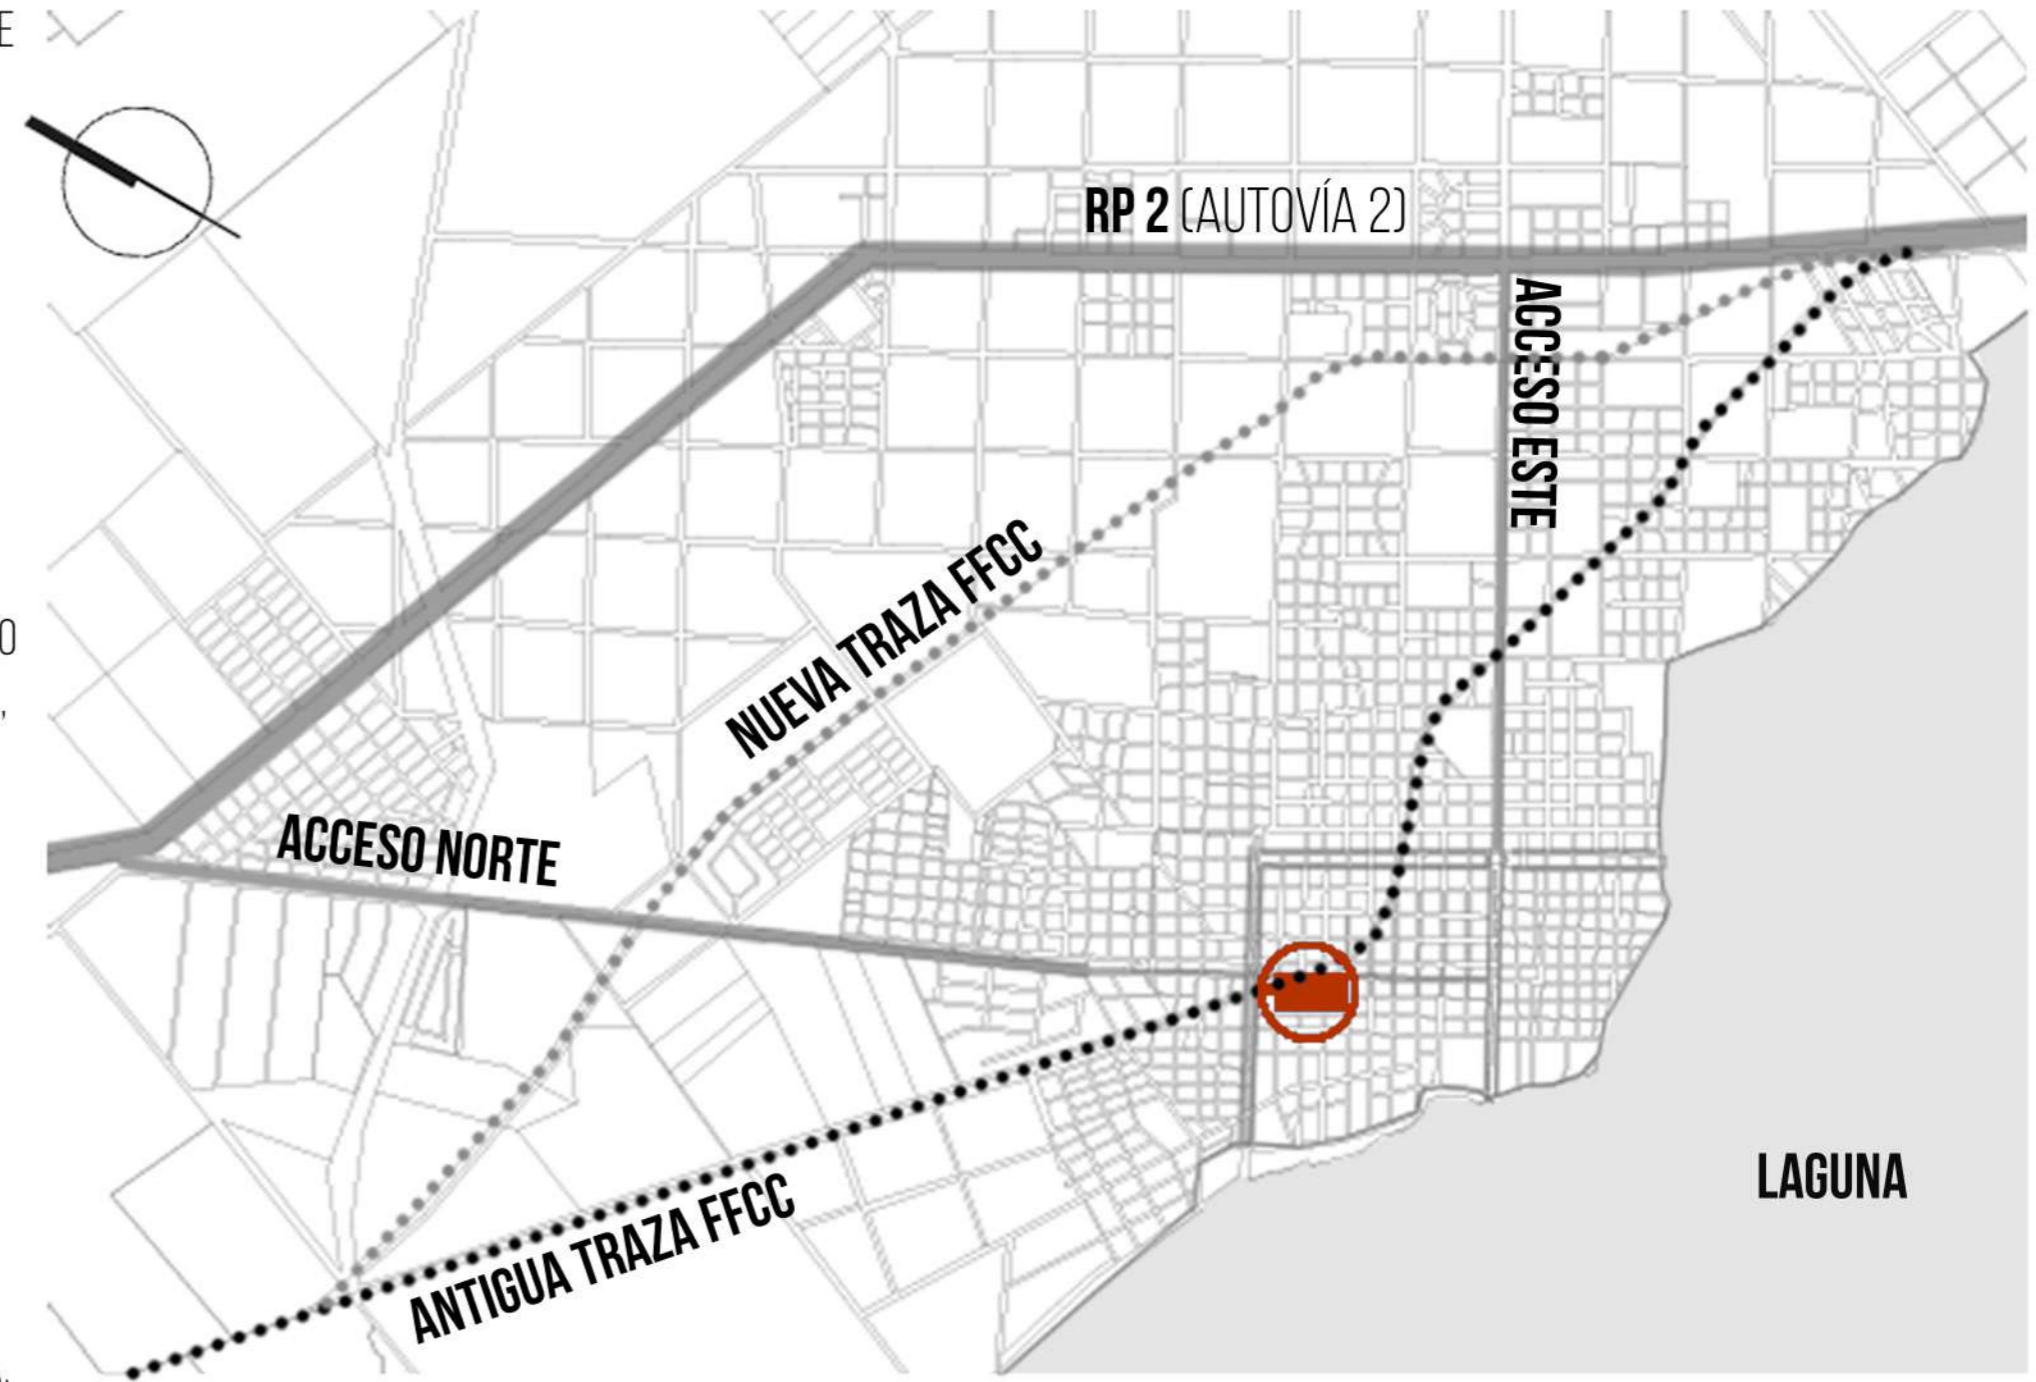 E
RP 2 (AUTOVÍA 2)
ACCESO ESTE
NUEVA TRAZA FFCC
O
,
ACCESO NORTE
LAGUNA
ANTIGUA TRAZA FFCC